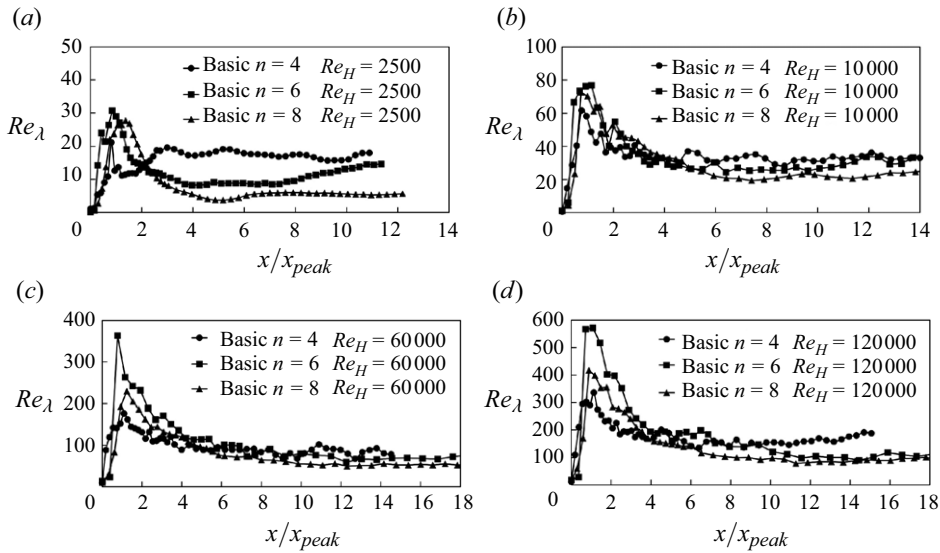 (a)
50
40
30
20
10
0
Re_λ
Basic n = 4 Re_H = 2500
Basic n = 6 Re_H = 2500
Basic n = 8 Re_H = 2500
0 2 4 6 8 10 12 14
x/x_peak
(b)
100
80
60
40
20
0
Basic n = 4 Re_H = 10 000
Basic n = 6 Re_H = 10 000
Basic n = 8 Re_H = 10 000
0 2 4 6 8 10 12 14
x/x_peak
(c)
400
300
200
100
0
Re_λ
Basic n = 4 Re_H = 60 000
Basic n = 6 Re_H = 60 000
Basic n = 8 Re_H = 60 000
2 4 6 8 10 12 14 16 18
x/x_peak
(d)
600
500
400
300
200
100
0
Re_λ
Basic n = 4 Re_H = 120 000
Basic n = 6 Re_H = 120 000
Basic n = 8 Re_H = 120 000
2 4 6 8 10 12 14 16 18
x/x_peak